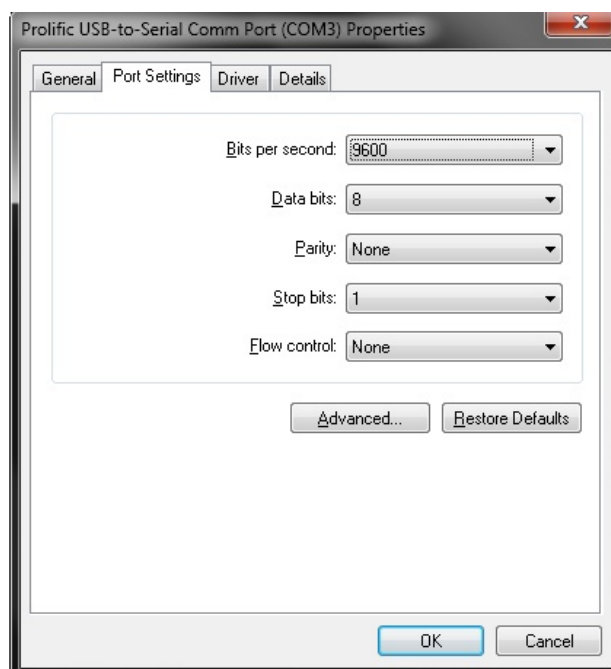 Prolific USB-to-Serial Comm Port (COM3) Properties
General Port Settings Driver Details
Bits per second: 9600
Data bits: 8
Parity: None
Stop bits: 1
Flow control: None
Advanced... Restore Defaults
OK Cancel